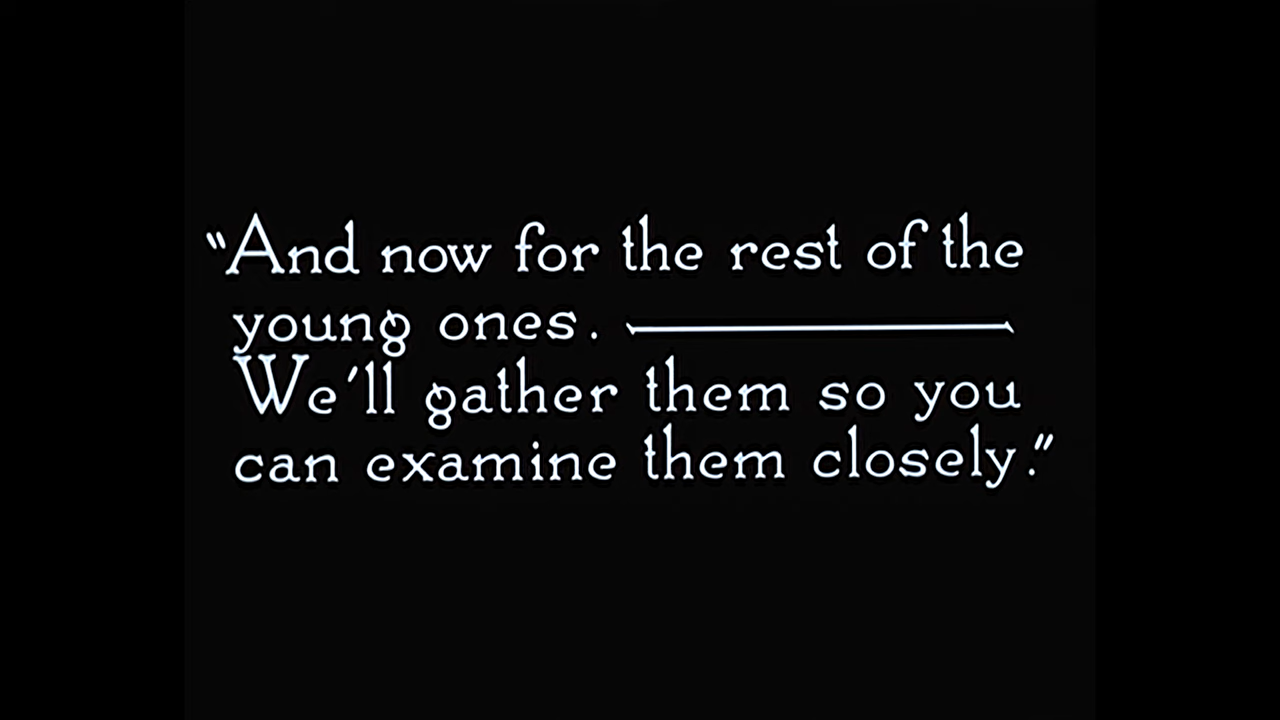 “And now for the rest of the
young ones. ————
We'll gather them so you
can examine them closely.”